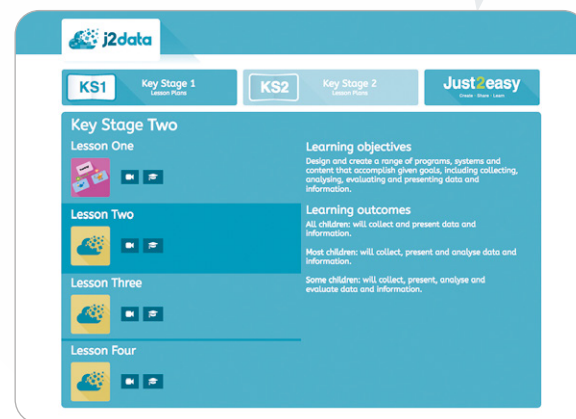 j2data
KS1
Key Stage 1
Lesson Plans
KS2
Key Stage 2
Lesson Plans
Just2easy
Create · Share · Learn
Key Stage Two
Lesson One
Lesson Two
Lesson Three
Lesson Four
Learning objectives
Design and create a range of programs, systems and
content that accomplish given goals, including collecting,
analysing, evaluating and presenting data and
information.
Learning outcomes
All children: will collect and present data and
information.
Most children: will collect, present and analyse data and
information.
Some children: will collect, present, analyse and
evaluate data and information.